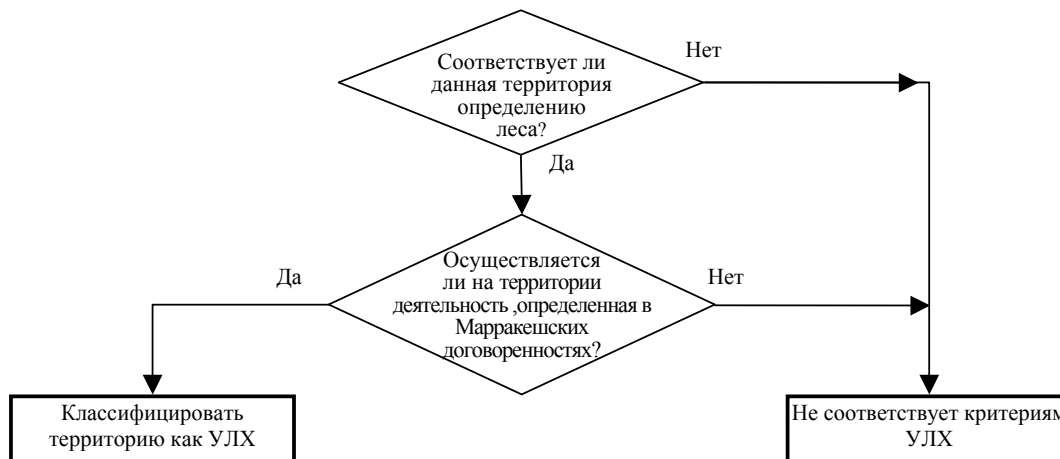 Соответствует ли
данная территория
определению
леса?
Нет
Да
Осуществляется
ли на территории
деятельность ,определенная в
Марракешских
договоренностях?
Да
Нет
Классифицировать
территорию как УЛХ
Не соответствует критериям
УЛХ